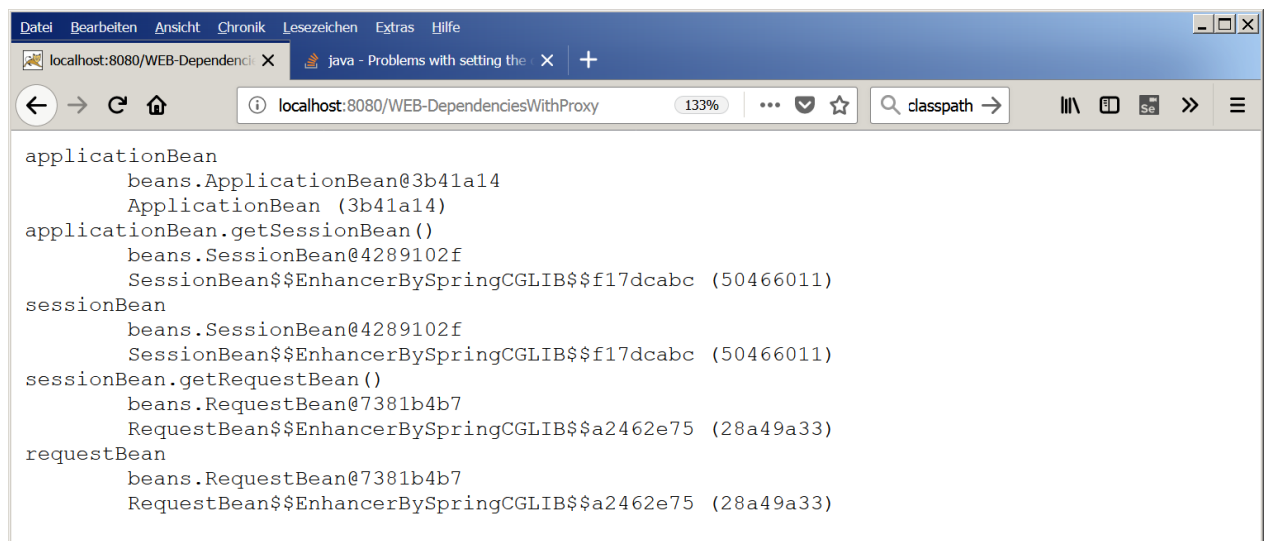 Datei Bearbeiten Ansicht Chronik Lesezeichen Extras Hilfe
localhost:8080/WEB-Dependenci java - Problems with setting the
localhost:8080/WEB-DependenciesWithProxy 133% classpath Se
applicationBean
beans.ApplicationBean@3b41a14
ApplicationBean (3b41a14)
applicationBean.getSessionBean()
beans.SessionBean@4289102f
SessionBean$$EnhancerBySpringCGLIB$$f17dcabc (50466011)
sessionBean
beans.SessionBean@4289102f
SessionBean$$EnhancerBySpringCGLIB$$f17dcabc (50466011)
sessionBean.getRequestBean()
beans.RequestBean@7381b4b7
RequestBean$$EnhancerBySpringCGLIB$$a2462e75 (28a49a33)
requestBean
beans.RequestBean@7381b4b7
RequestBean$$EnhancerBySpringCGLIB$$a2462e75 (28a49a33)